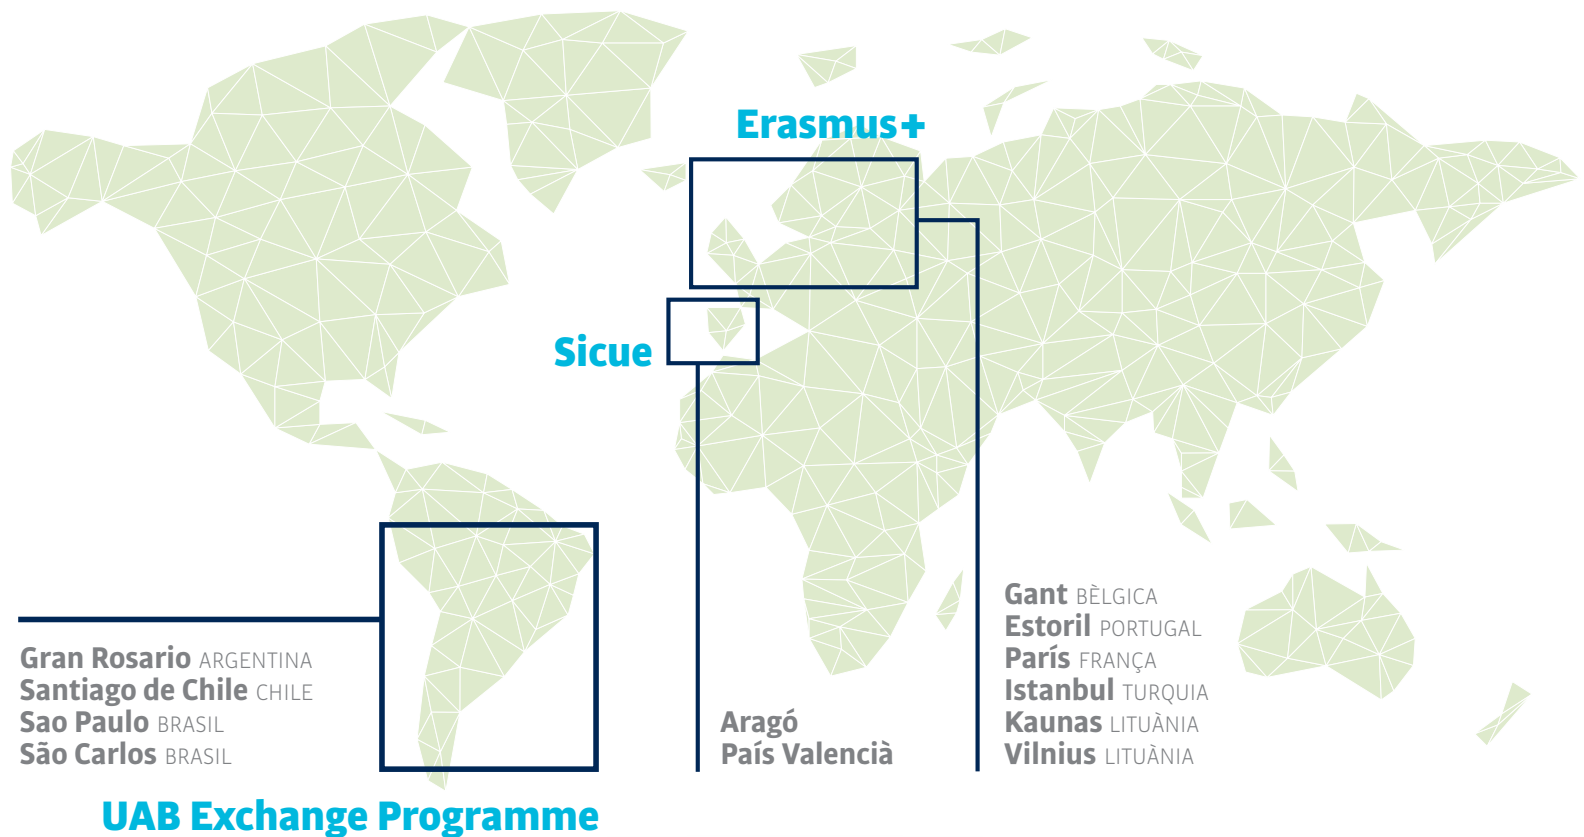 Erasmus+
Sicue
Gran Rosario ARGENTINA
Santiago de Chile CHILE
Sao Paulo BRASIL
São Carlos BRASIL
UAB Exchange Programme
Aragó
País Valencià
Gant BÈLGICA
Estoril PORTUGAL
París FRANÇA
Istanbul TURQUIA
Kaunas LITUÀNIA
Vilnius LITUÀNIA